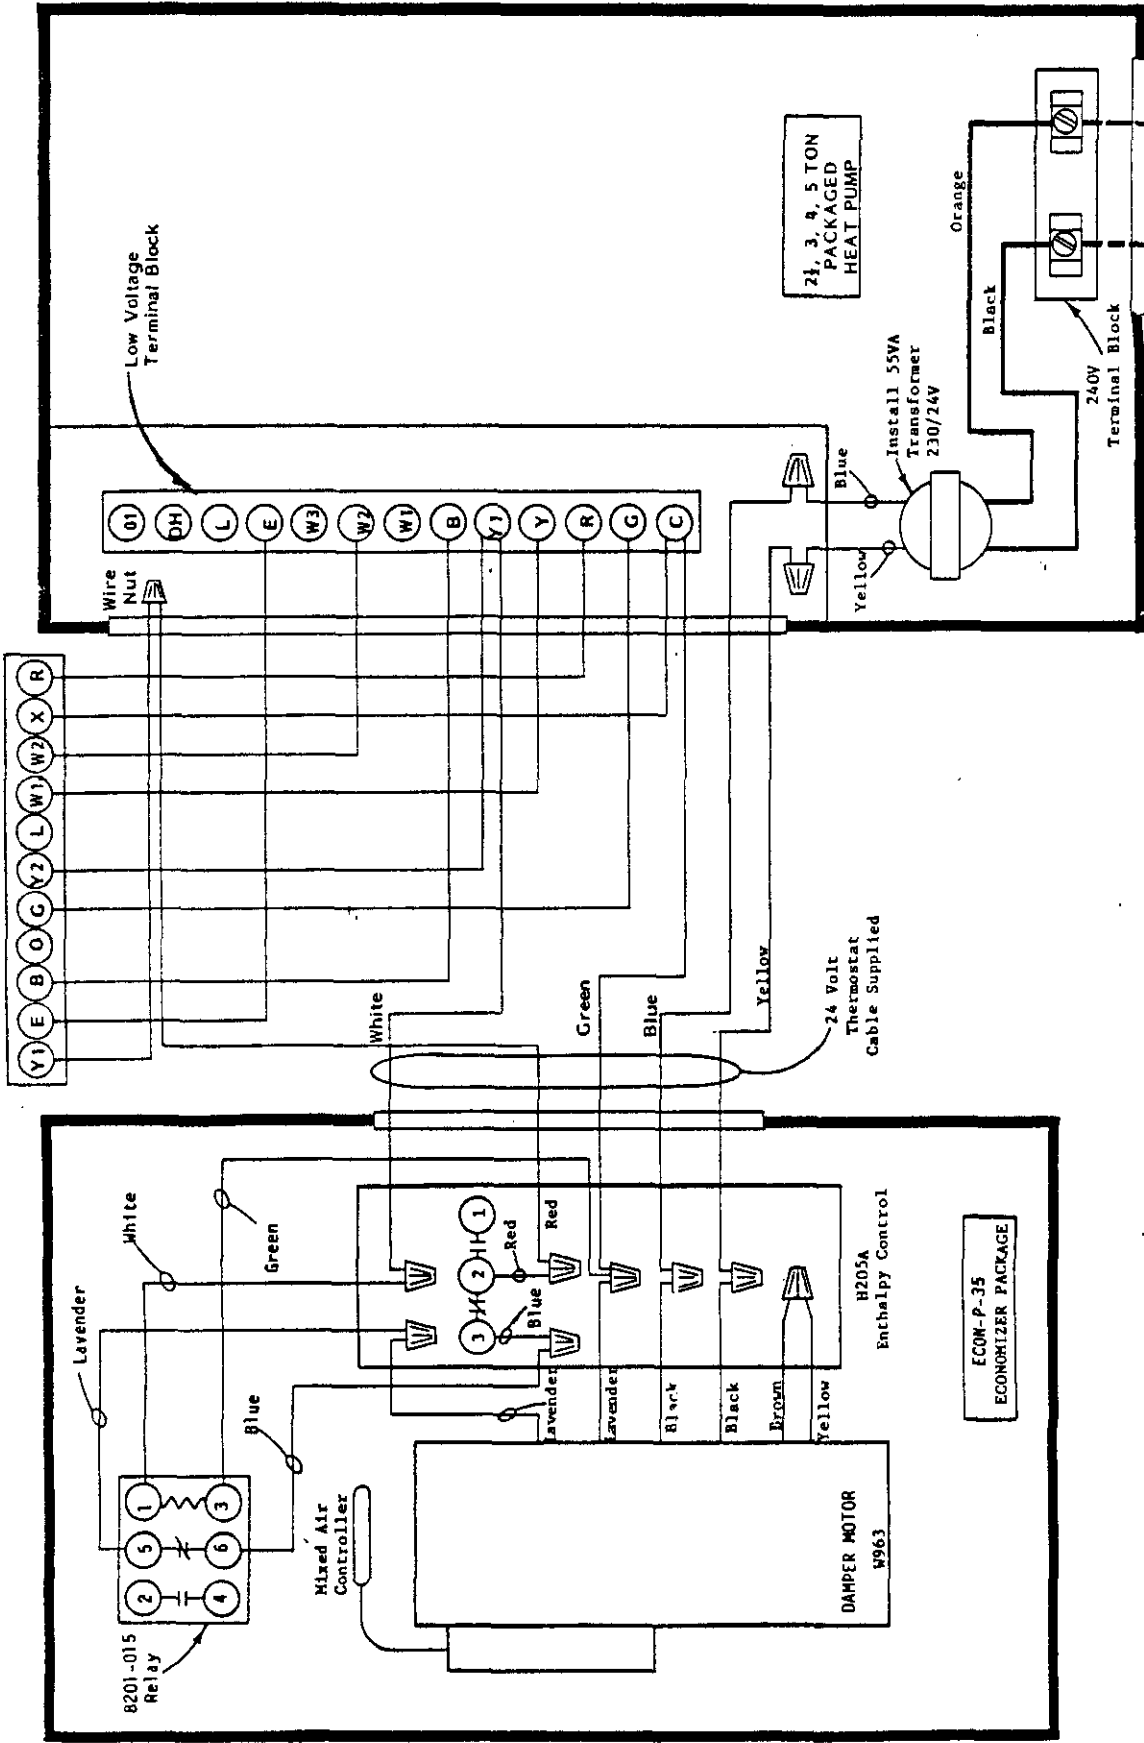 8201-015
Relay
2
4
5
6
1
3
Lavender
White
Green
Blue
Mixed Air
Controller
DAMPER MOTOR
W963
Lavender
Lavender
Black
Black
Brown
Yellow
3
2
1
Blue
Red
Red
H205A
Enthalpy Control
ECON-P-35
ECONOMIZER PACKAGE
Y1
E
B
O
G
Y2
L
W1
W2
X
R
White
Green
Blue
Yellow
24 Volt
Thermostat
Cable Supplied
Wire
Nut
Low Voltage
Terminal Block
01
DH
L
E
W3
W2
W1
B
Y1
Y
R
G
C
Yellow
Blue
Install 55VA
Transformer
230/24V
2½, 3, 4, 5 TON
PACKAGED
HEAT PUMP
Black
Orange
240V
Terminal Block